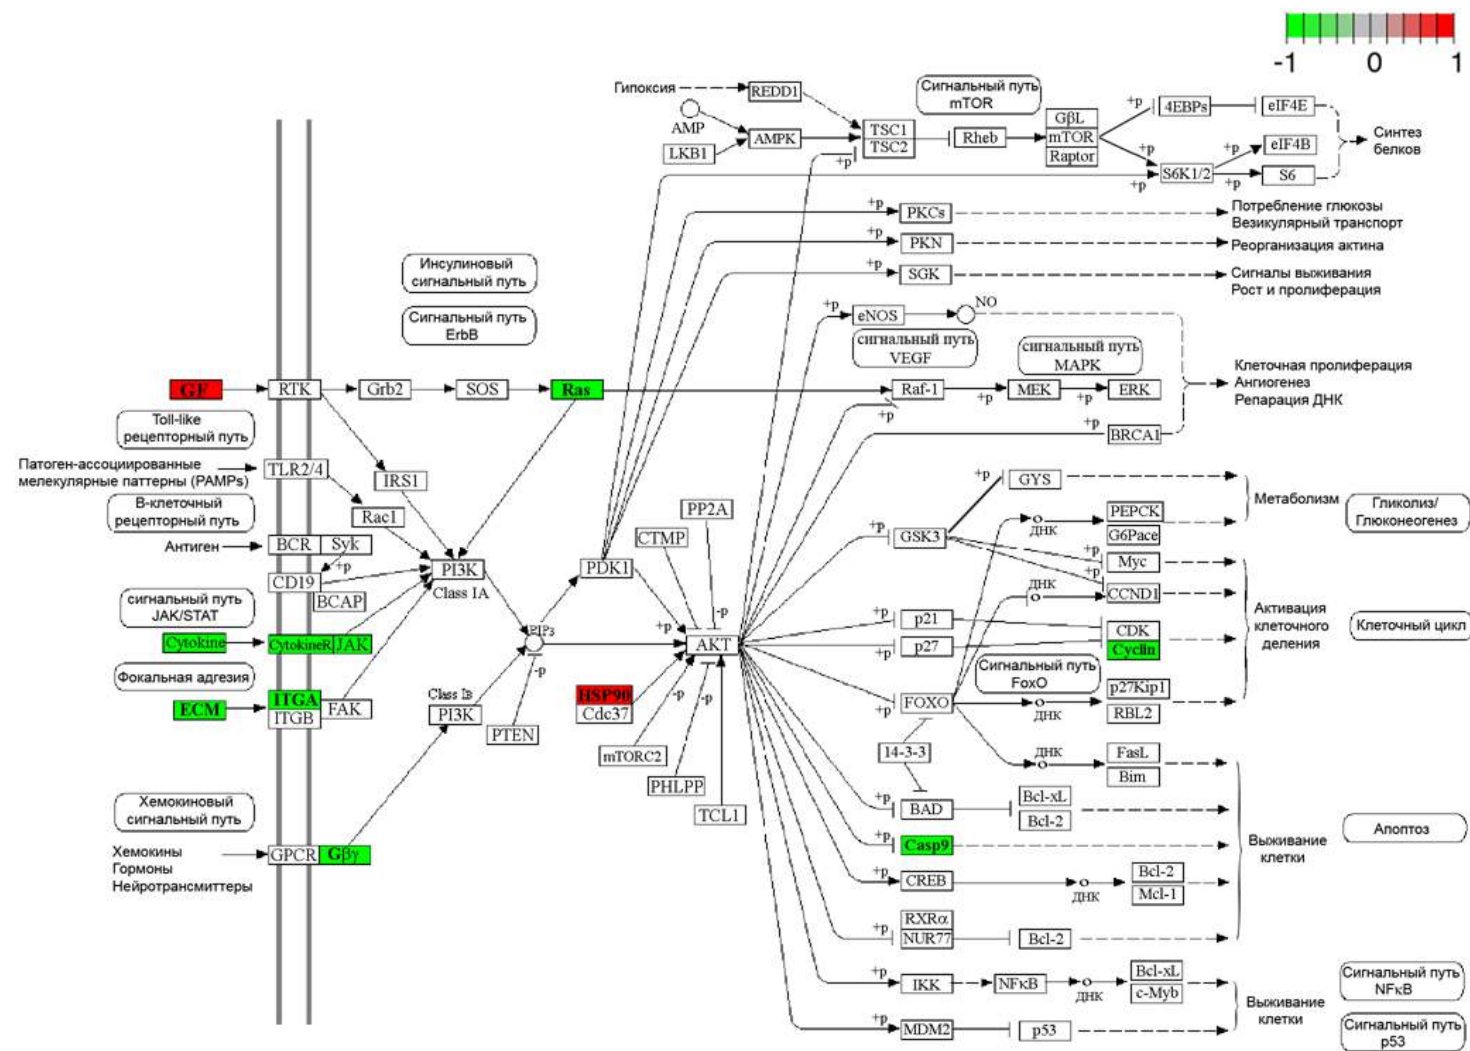 -1 0 1
Гипоксия
REDD1
Сигнальный путь
mTOR
AMP
LKB1
AMPK
TSC1
TSC2
+p
Rheb
GβL
mTOR
Raptor
+p
4EBPs
eIF4E
+p
S6K1/2
+p
+p
eIF4B
+p
S6
Синтез
белков
+p
PKCs
Потребление глюкозы
Везикулярный транспорт
+p
PKN
Реорганизация актина
+p
SGK
Сигналы выживания
Рост и пролиферация
Инсулиновый
сигнальный путь
Сигнальный путь
ErbB
+p
eNOS
NO
сигнальный путь
VEGF
сигнальный путь
MAPK
GF
RTK
Grb2
SOS
Ras
Raf-1
+p
+p
MEK
+p
ERK
BRCA1
Клеточная пролиферация
Ангиогенез
Репарация ДНК
Toll-like
рецепторный путь
Патоген-ассоциированные
мелекулярные паттерны (PAMPs)
TLR2/4
IRS1
Rac1
В-клеточный
рецепторный путь
Антиген
BCR
Syk
+p
CD19
BCAP
PI3K
Class IA
PDK1
CTMP
PP2A
-p
+p
AKT
PIP3
-p
+p
GSK3
+p
GYS
ДНК
PEPCK
G6Pace
Метаболизм
Гликолиз/
Глюконеогенез
+p
Myc
+p
ДНК
CCND1
+p
p21
+p
p27
CDK
Cyclin
Активация
клеточного
деления
Клеточный цикл
Сигнальный путь
FoxO
+p
FOXO
ДНК
p27Kip1
RBL2
сигнальный путь
JAK/STAT
Cytokine
CytokineR
JAK
Фокальная адгезия
ECM
ITGA
ITGB
FAK
Class IB
PI3K
PTEN
HSP90
Cdc37
-p
-p
mTORC2
PHLPP
TCL1
14-3-3
ДНК
FasL
Bim
+p
BAD
Bcl-xL
Bcl-2
+p
Casp9
Выживание
клетки
Апоптоз
Хемокиновый
сигнальный путь
Хемокины
Гормоны
Нейротрансмиттеры
GPCR
Gβγ
+p
CREB
ДНК
Bcl-2
Mcl-1
+p
RXRα
NUR77
Bcl-2
+p
IKK
NFκB
ДНК
Bcl-xL
c-Myb
Выживание
клетки
Сигнальный путь
NFκB
+p
MDM2
p53
Сигнальный путь
p53